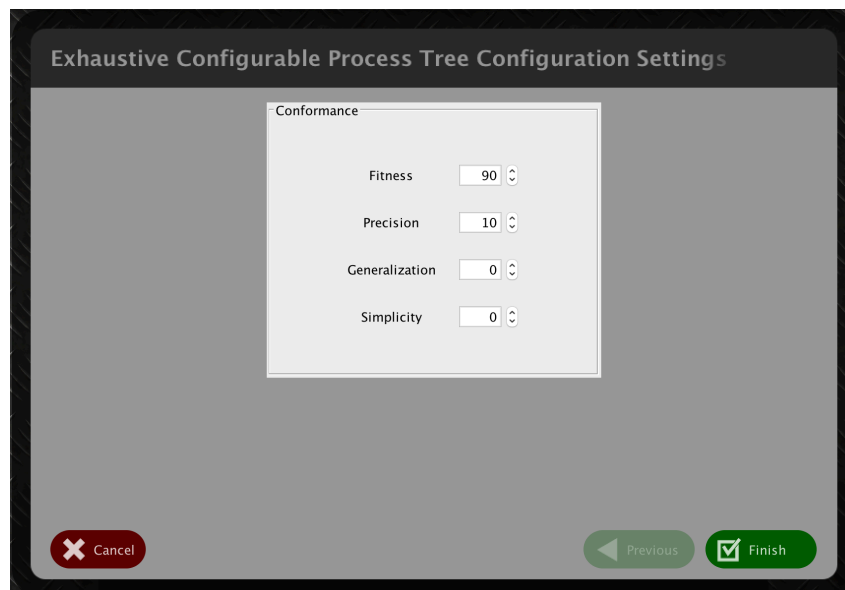 Exhaustive Configurable Process Tree Configuration Settings
Conformance
Fitness 90
Precision 10
Generalization 0
Simplicity 0
Cancel
Previous
Finish